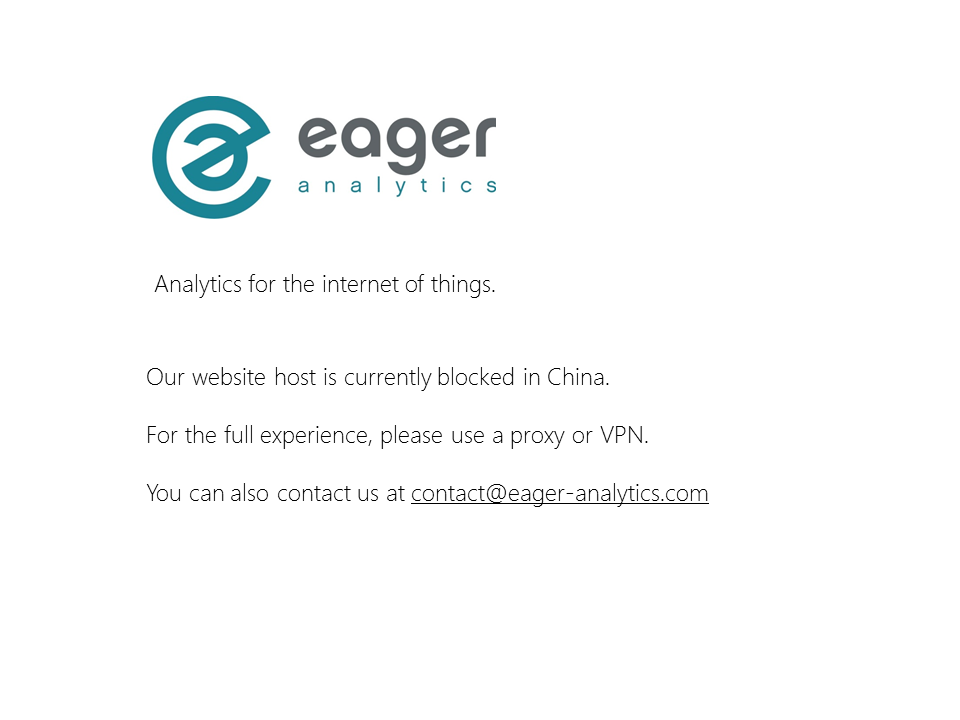 eager
analytics
Analytics for the internet of things.
Our website host is currently blocked in China.
For the full experience, please use a proxy or VPN.
You can also contact us at contact@eager-analytics.com